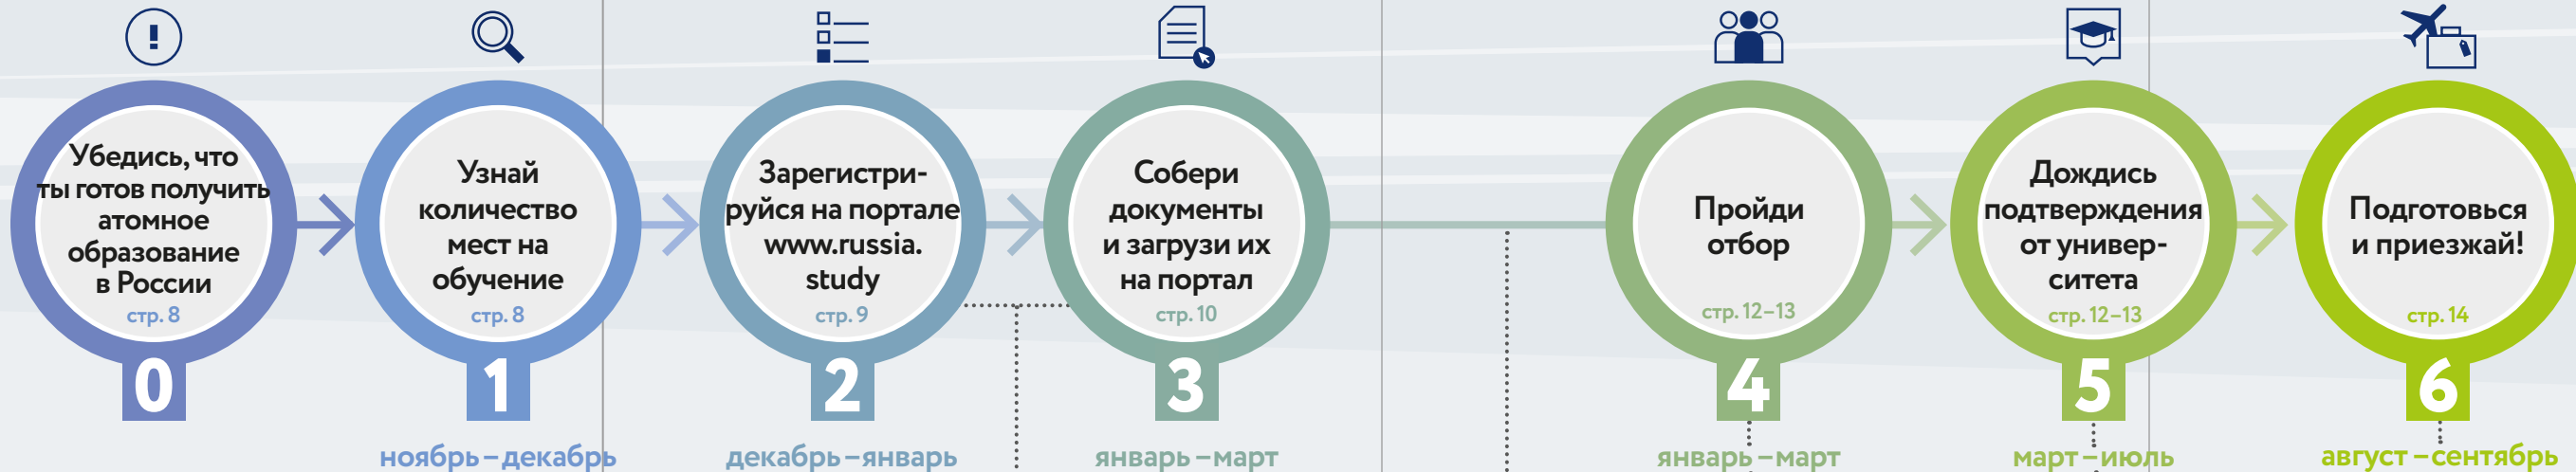 Убедись, что
ты готов получить
атомное
образование
в России
стр. 8
0
Узнай
количество
мест на
обучение
стр. 8
1
ноябрь – декабрь
Зарегистри-
руйся на портале
www.russia.
study
стр. 9
2
декабрь – январь
Собери
документы
и загрузи их
на портал
стр. 10
3
январь – март
Пройди
отбор
стр. 12–13
4
январь – март
Дождись
подтверждения
от универ-
ситета
стр. 12–13
5
март – июль
Подготовься
и приезжай!
стр. 14
6
август – сентябрь